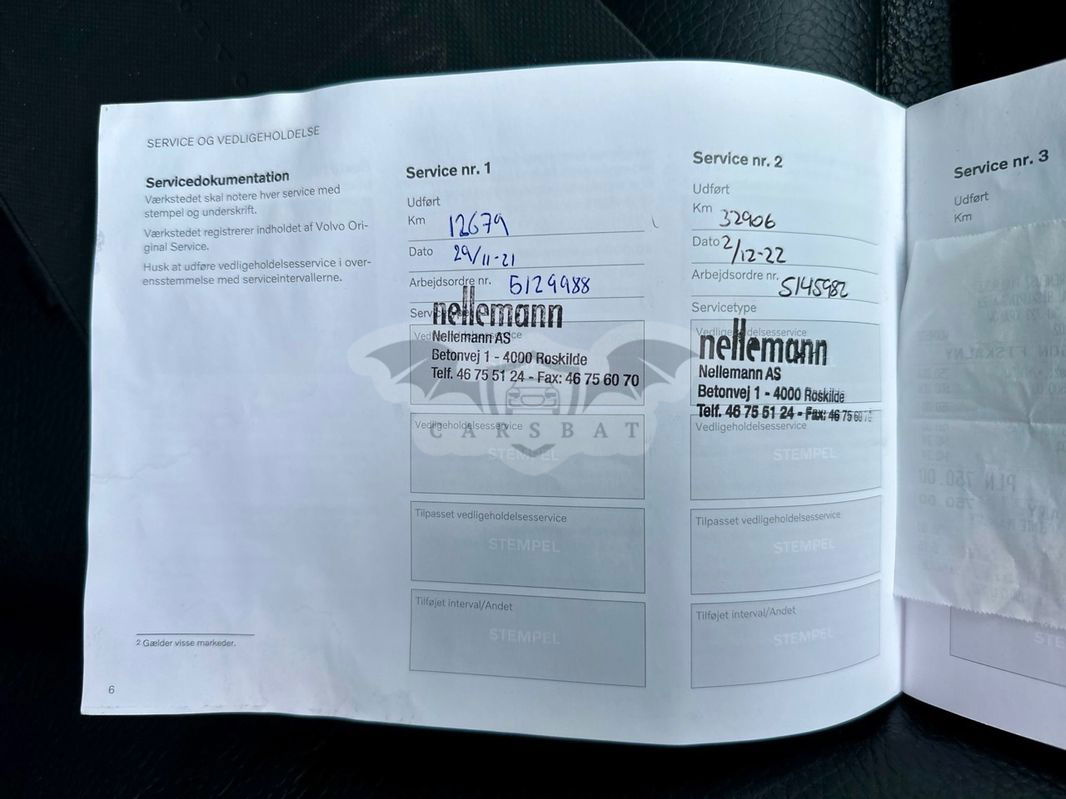 SERVICE OG VEDLIGEHOLDELSE
Servicedokumentation
Værkstedet skal notere hver service med
stempel og underskrift.
Værkstedet registrerer indholdet af Volvo Ori-
ginal Service.
Husk at udføre vedligeholdelsesservice i over-
ensstemmelse med serviceintervallerne.
2 Gælder visse markeder.
6
Service nr. 1
Udført
Km 12679
Dato 29/11-21
Arbejdsordre nr. 5129988
nellemann
Nellemann AS
Betonvej 1 - 4000 Roskilde
Telf. 46 75 51 24 - Fax: 46 75 60 70
Vedligeholdelsesservice
STEMPEL
Tilpasset vedligeholdelsesservice
STEMPEL
Tilføjet interval/Andet
STEMPEL
Service nr. 2
Udført
Km 32906
Dato 2/12-22
Arbejdsordre nr. 5145982
Servicetype
Vedligeholdelsesservice
nellemann
Nellemann AS
Betonvej 1 - 4000 Roskilde
Telf. 46 75 51 24 - Fax: 46 75 60
Vedligeholdelsesservice
STEMPEL
Tilpasset vedligeholdelsesservice
STEMPEL
Tilføjet interval/Andet
STEMPEL
Service nr. 3
Udført
Km
CARSBAT